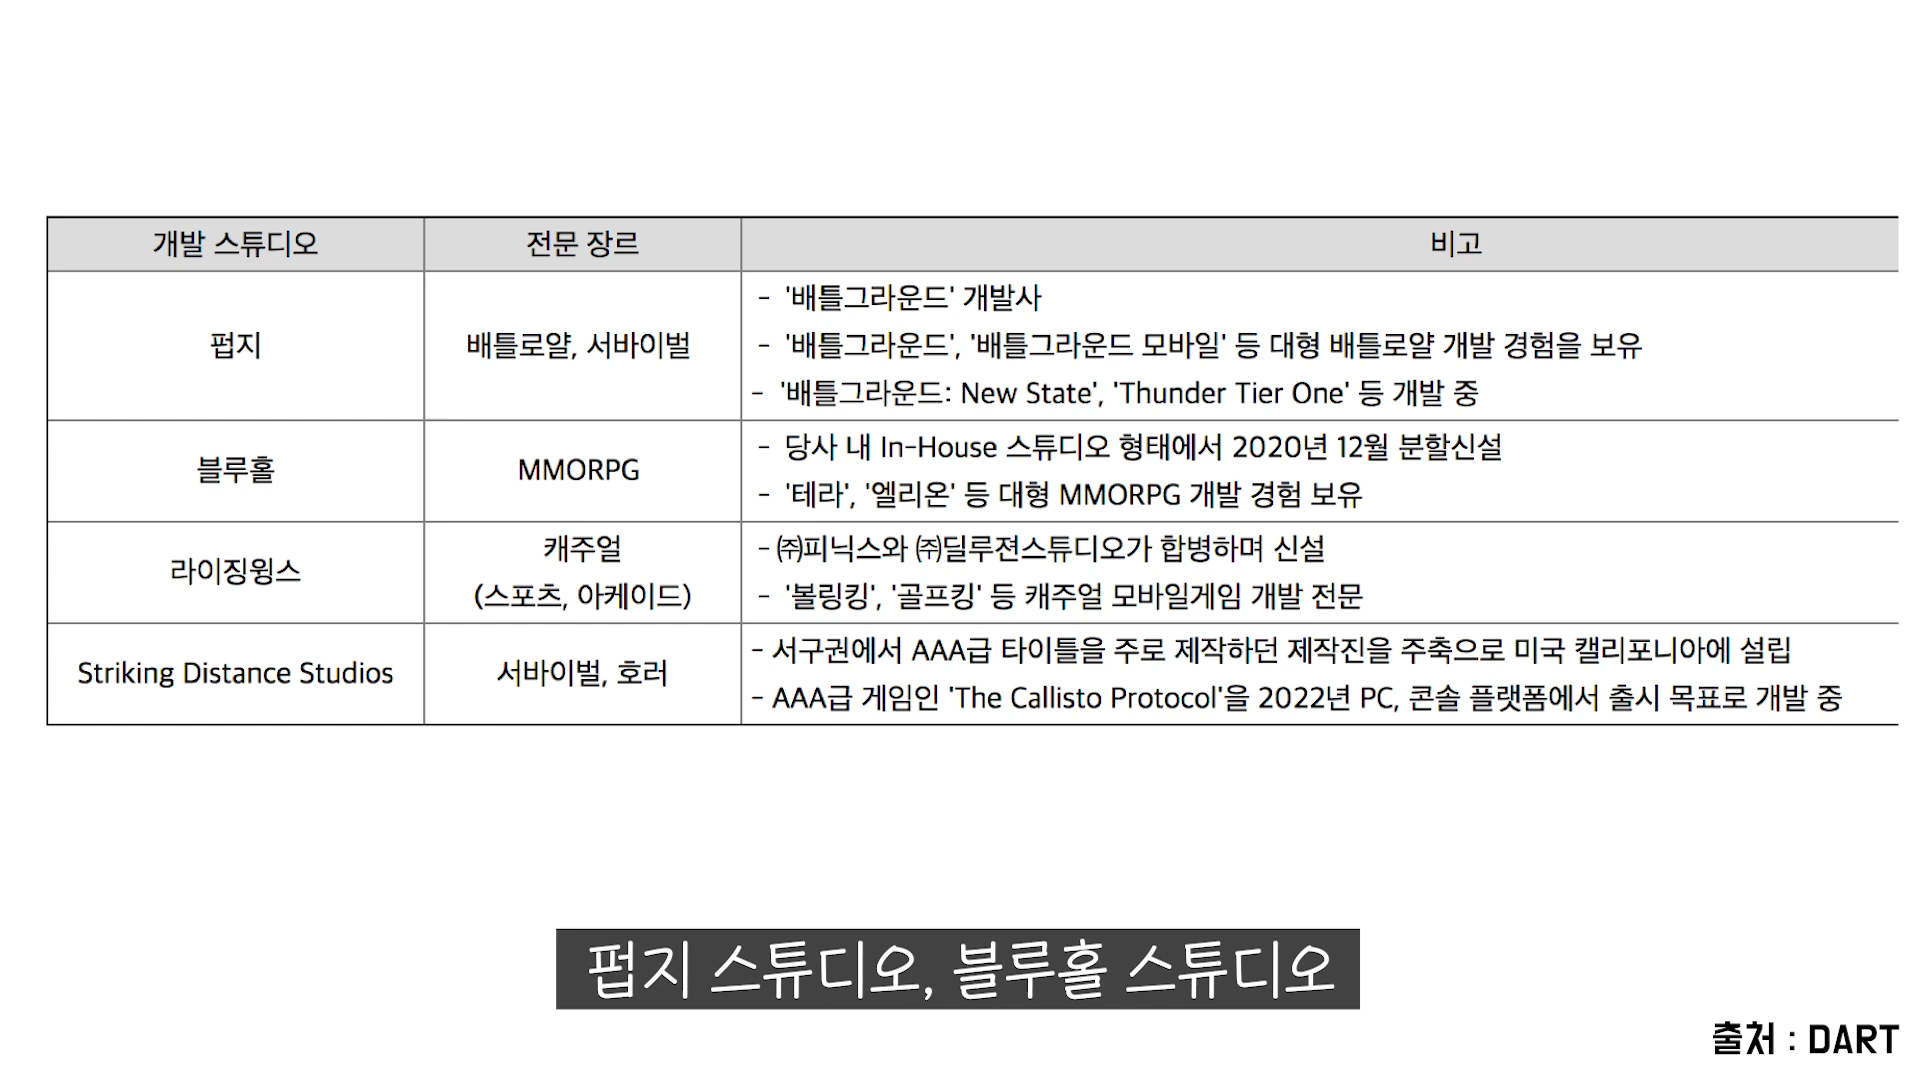 개발 스튜디오 전문 장르 비고
펍지 배틀로얄, 서바이벌
- '배틀그라운드' 개발사
- '배틀그라운드', '배틀그라운드 모바일' 등 대형 배틀로얄 개발 경험을 보유
- '배틀그라운드: New State', 'Thunder Tier One' 등 개발 중
블루홀 MMORPG
- 당사 내 In-House 스튜디오 형태에서 2020년 12월 분할신설
- '테라', '엘리온' 등 대형 MMORPG 개발 경험 보유
라이징윙스
캐주얼
(스포츠, 아케이드)
- ㈜피닉스와 ㈜딜루젼스튜디오가 합병하며 신설
- '볼링킹', '골프킹' 등 캐주얼 모바일게임 개발 전문
Striking Distance Studios 서바이벌, 호러
- 서구권에서 AAA급 타이틀을 주로 제작하던 제작진을 주축으로 미국 캘리포니아에 설립
- AAA급 게임인 'The Callisto Protocol'을 2022년 PC, 콘솔 플랫폼에서 출시 목표로 개발 중
펍지 스튜디오, 블루홀 스튜디오
출처 : DART